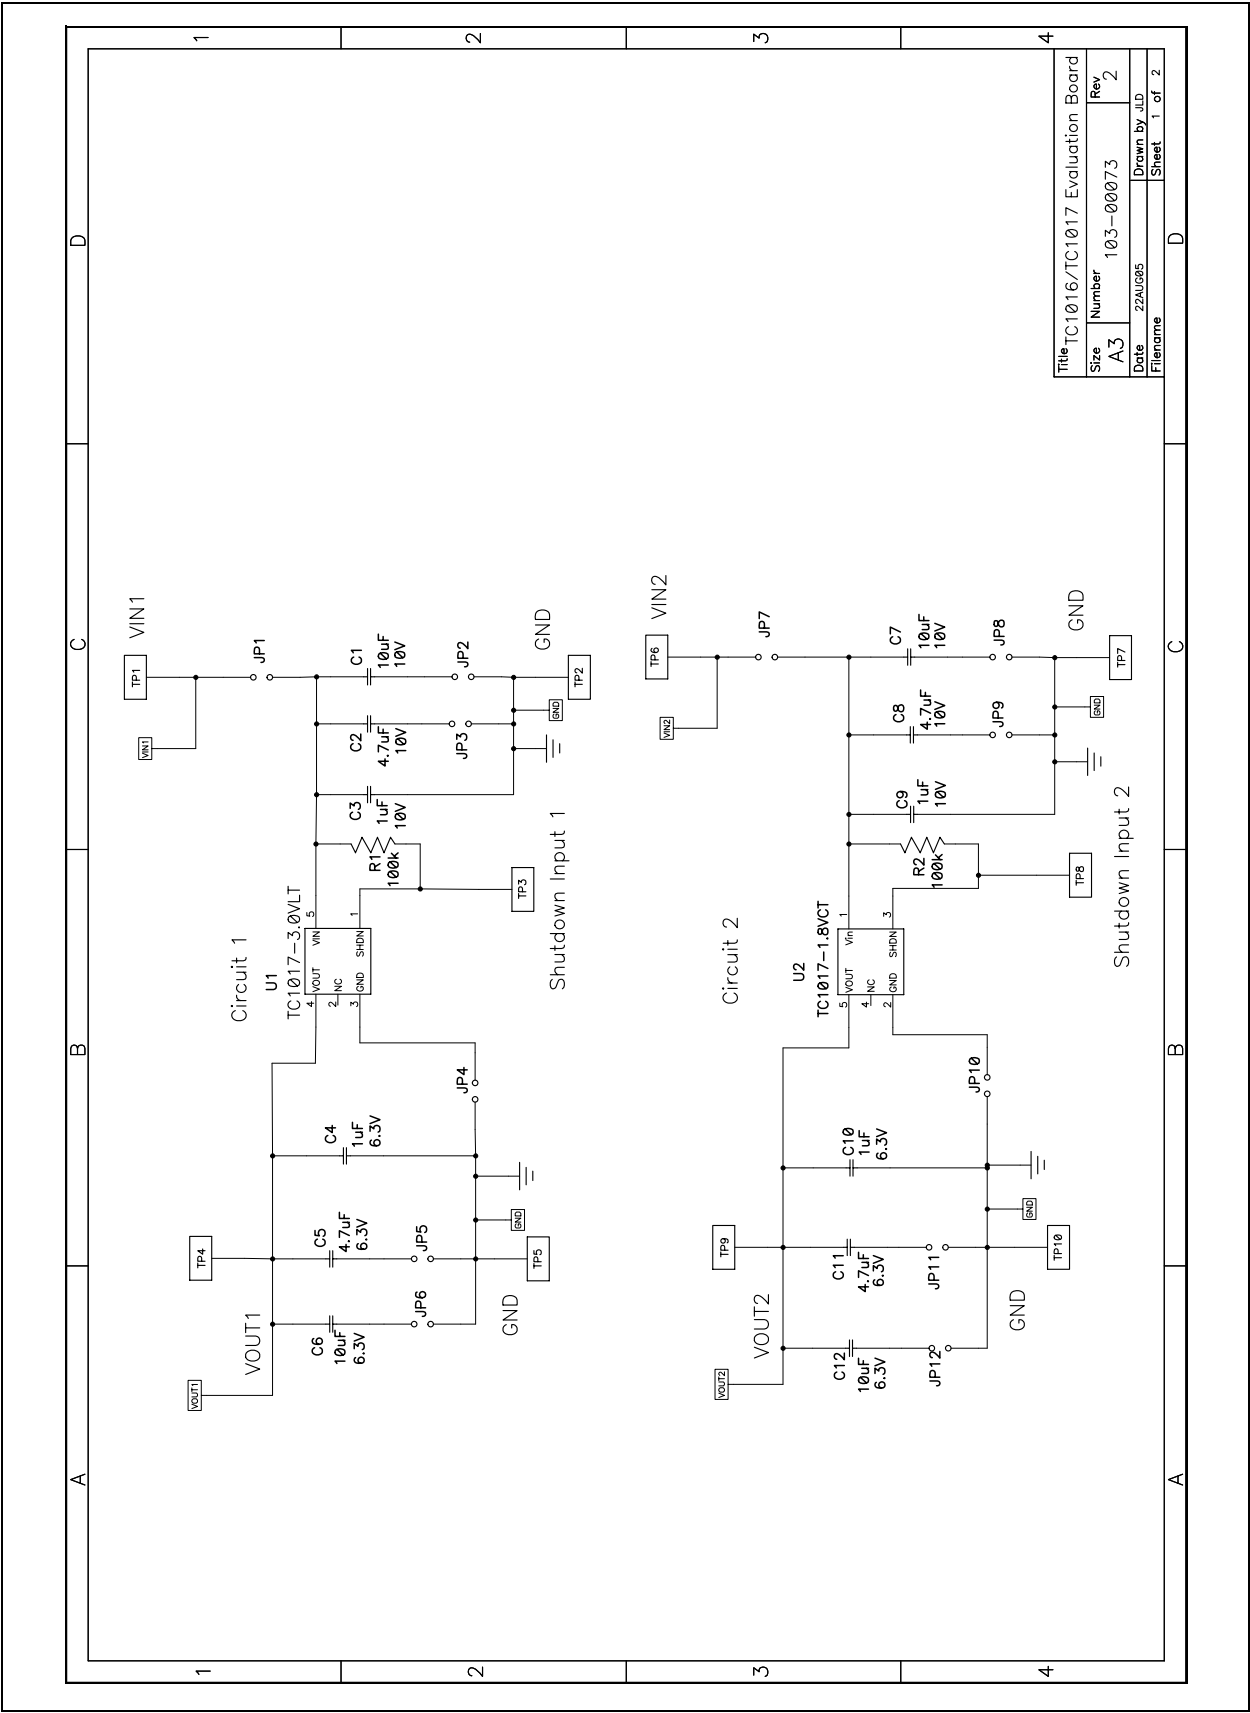 A
B
C
D
1
2
3
4
A
B
C
D
1
2
3
4
Circuit 1
VOUT1
VOUT1
TP4
C6
10uF
6.3V
JP6
C5
4.7uF
6.3V
JP5
TP5
GND
GND
C4
1uF
6.3V
JP4
U1
TC1017-3.0VLT
4 VOUT
VIN 5
2 NC
3 GND
SHDN 1
R1
100k
TP3
Shutdown Input 1
C3
1uF
10V
C2
4.7uF
10V
JP3
C1
10uF
10V
JP2
JP1
VIN1
TP1
VIN1
GND
TP2
GND
Circuit 2
VOUT2
VOUT2
TP9
C12
10uF
6.3V
JP12
C11
4.7uF
6.3V
JP11
TP10
GND
GND
C10
1uF
6.3V
JP10
U2
TC1017-1.8VCT
5 VOUT
Vin 1
4 NC
2 GND
SHDN 3
R2
100k
TP8
Shutdown Input 2
C9
1uF
10V
C8
4.7uF
10V
JP9
C7
10uF
10V
JP8
JP7
VIN2
TP6
VIN2
GND
TP7
GND
Title TC1016/TC1017 Evaluation Board
Size A3
Number 103-00073
Rev 2
Date 22AUG05
Drawn by JLD
Filename
Sheet 1 of 2